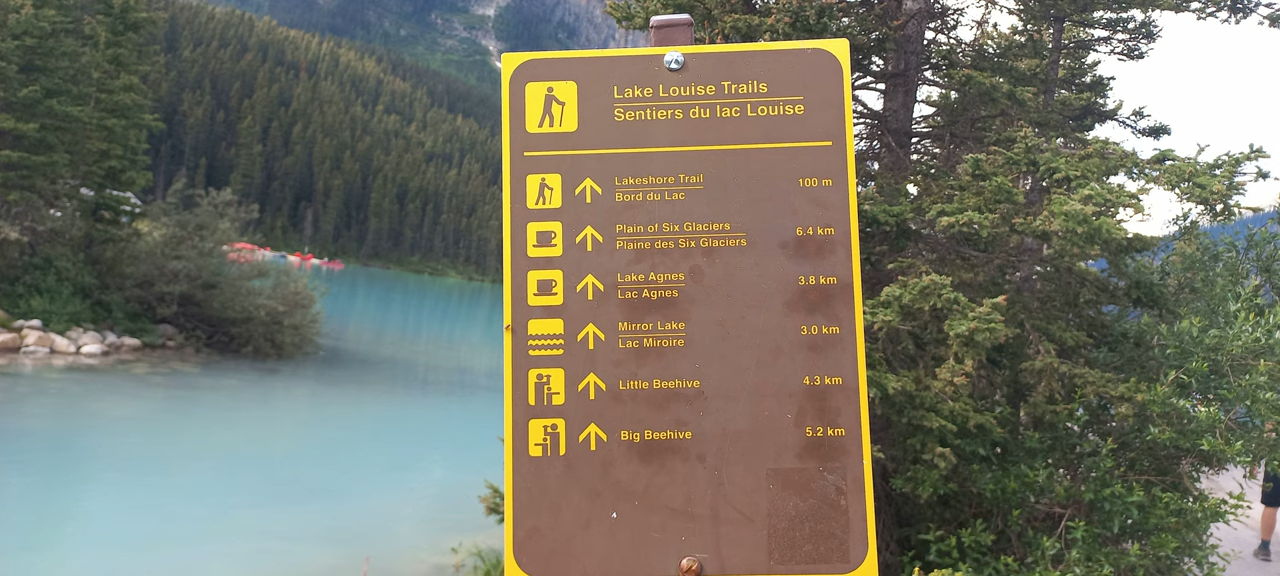 Lake Louise Trails
Sentiers du lac Louise
Lakeshore Trail
Bord du Lac
100 m
Plain of Six Glaciers
Plaine des Six Glaciers
6.4 km
Lake Agnes
Lac Agnes
3.8 km
Mirror Lake
Lac Miroire
3.0 km
Little Beehive
4.3 km
Big Beehive
5.2 km